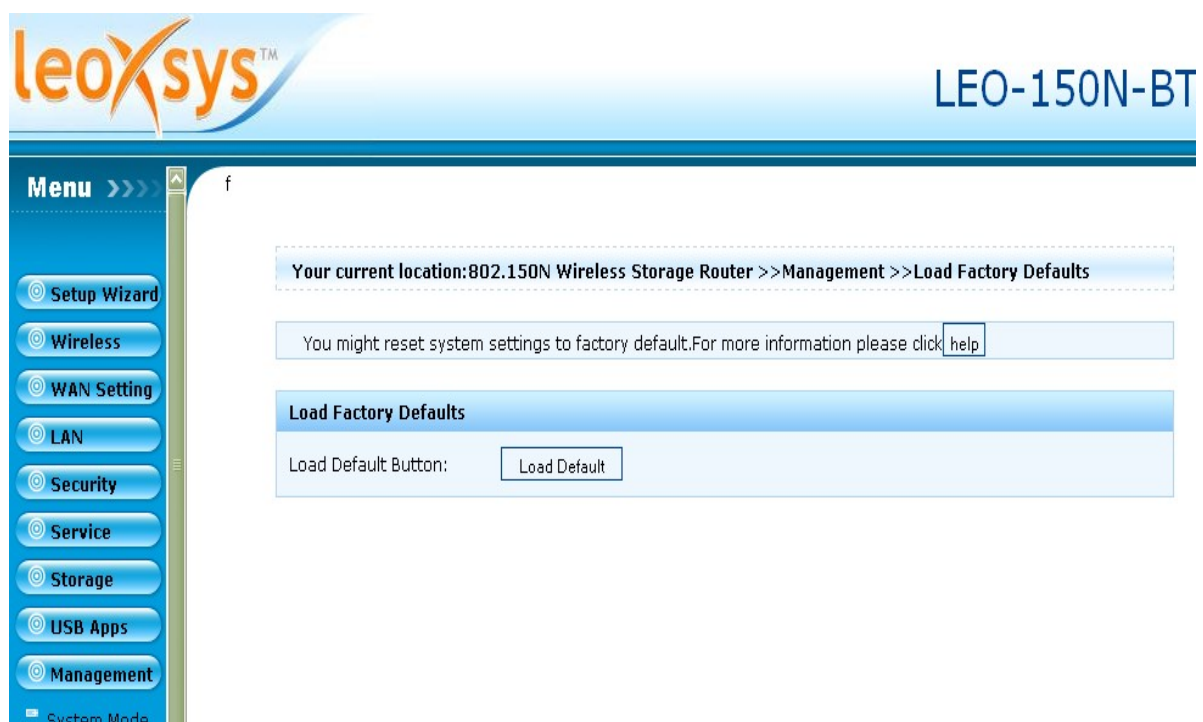 leoxsys™
LEO-150N-BT
Menu >>>>
f
Your current location:802.150N Wireless Storage Router >>Management >>Load Factory Defaults
Setup Wizard
Wireless
WAN Setting
LAN
Security
Service
Storage
USB Apps
Management
System Mode
You might reset system settings to factory default.For more information please click help
Load Factory Defaults
Load Default Button: Load Default